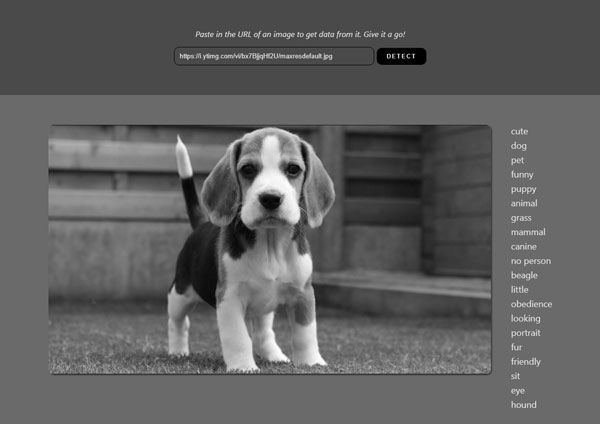 Paste in the URL of an image to get data from it. Give it a go!
https://i.ytimg.com/vi/bx7BjjqHf2U/maxresdefault.jpg
DETECT
cute
dog
pet
funny
puppy
animal
grass
mammal
canine
no person
beagle
little
obedience
looking
portrait
fur
friendly
sit
eye
hound